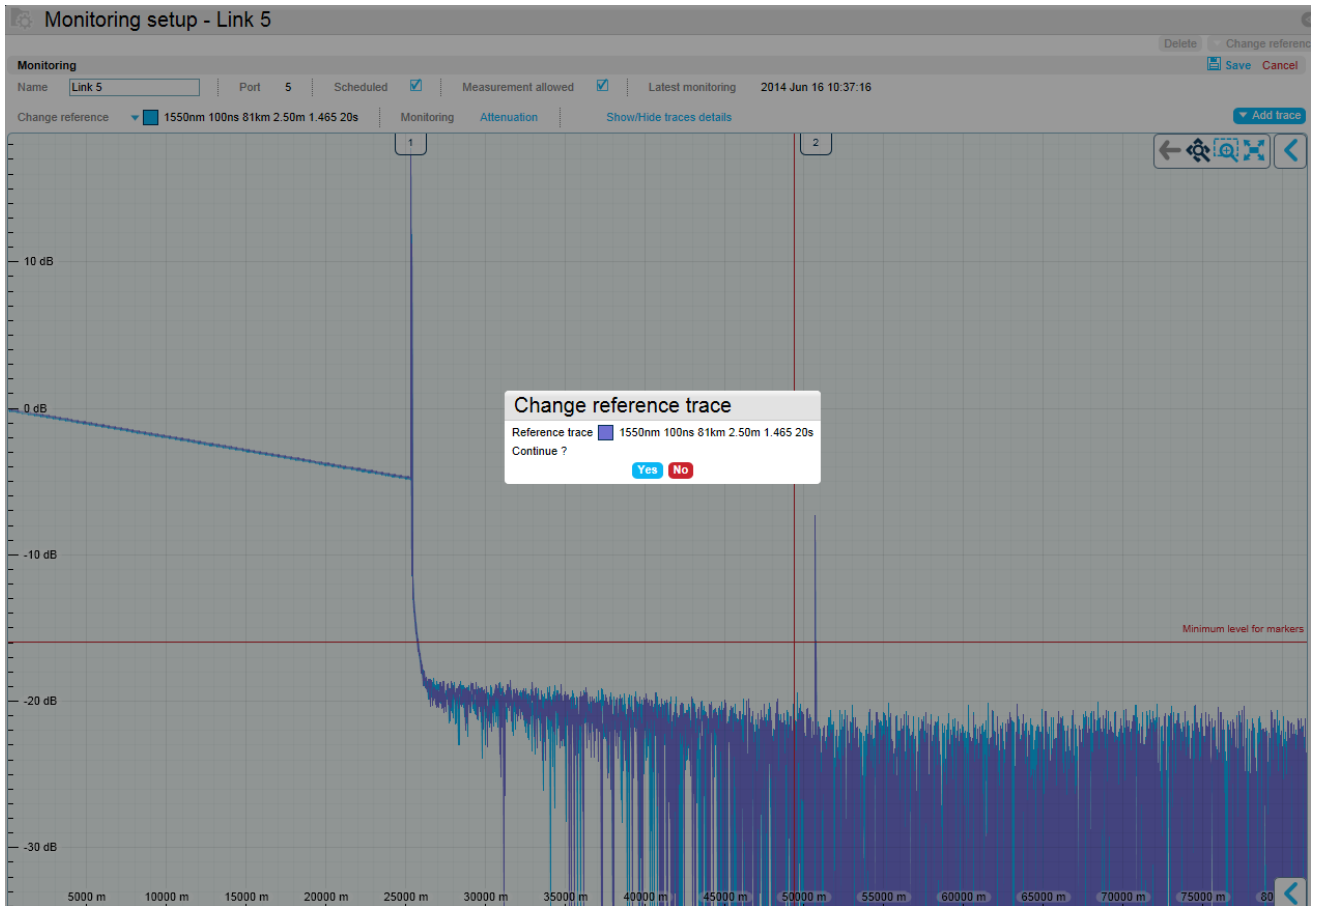 Monitoring setup - Link 5
Delete Change referenc
Monitoring
Save Cancel
Name Link 5 Port 5 Scheduled Measurement allowed Latest monitoring 2014 Jun 16 10:37:16
Change reference 1550nm 100ns 81km 2.50m 1.465 20s Monitoring Attenuation Show/Hide traces details Add trace
1 2
10 dB
0 dB
Change reference trace
Reference trace 1550nm 100ns 81km 2.50m 1.465 20s
Continue ?
Yes No
-10 dB
Minimum level for markers
-20 dB
-30 dB
5000 m 10000 m 15000 m 20000 m 25000 m 30000 m 35000 m 40000 m 45000 m 50000 m 55000 m 60000 m 65000 m 70000 m 75000 m 80